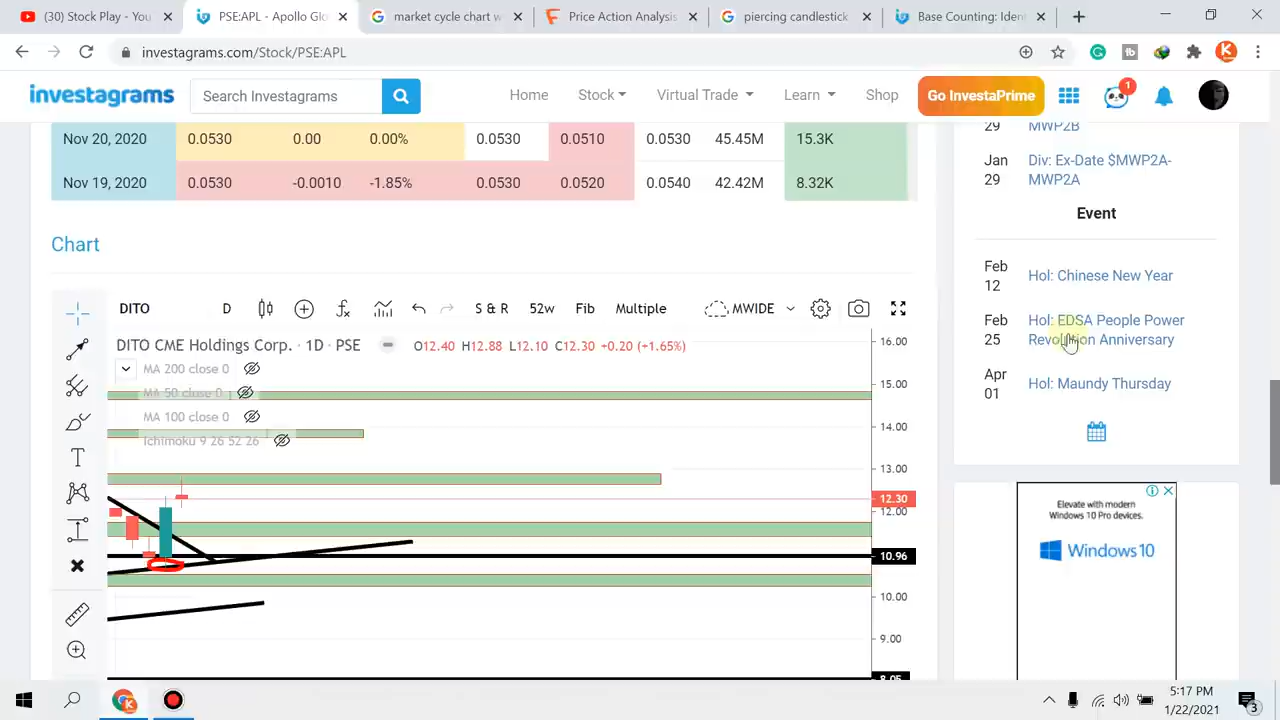 (30) Stock Play - You
PSE:APL - Apollo Glo
market cycle chart w
Price Action Analysis
piercing candlestick
Base Counting: Iden
investagrams.com/Stock/PSE:APL
investagrams
Search Investagrams
Home
Stock
Virtual Trade
Learn
Shop
Go InvestaPrime
1
Nov 20, 2020 0.0530 0.00 0.00% 0.0530 0.0510 0.0530 45.45M 15.3K
Nov 19, 2020 0.0530 -0.0010 -1.85% 0.0530 0.0520 0.0540 42.42M 8.32K
29 MWP2B
Jan 29 Div: Ex-Date $MWP2A-
MWP2A
Event
Feb 12 Hol: Chinese New Year
Feb 25 Hol: EDSA People Power
Revolution Anniversary
Apr 01 Hol: Maundy Thursday
Chart
DITO D S & R 52w Fib Multiple MWIDE
DITO CME Holdings Corp. · 1D · PSE O12.40 H12.88 L12.10 C12.30 +0.20 (+1.65%)
MA 200 close 0
MA 50 close 0
MA 100 close 0
Ichimoku 9 26 52 26
16.00
15.00
14.00
13.00
12.30
12.00
10.96
10.00
9.00
8.05
Elevate with modern
Windows 10 Pro devices.
Windows 10
5:17 PM
1/22/2021
3